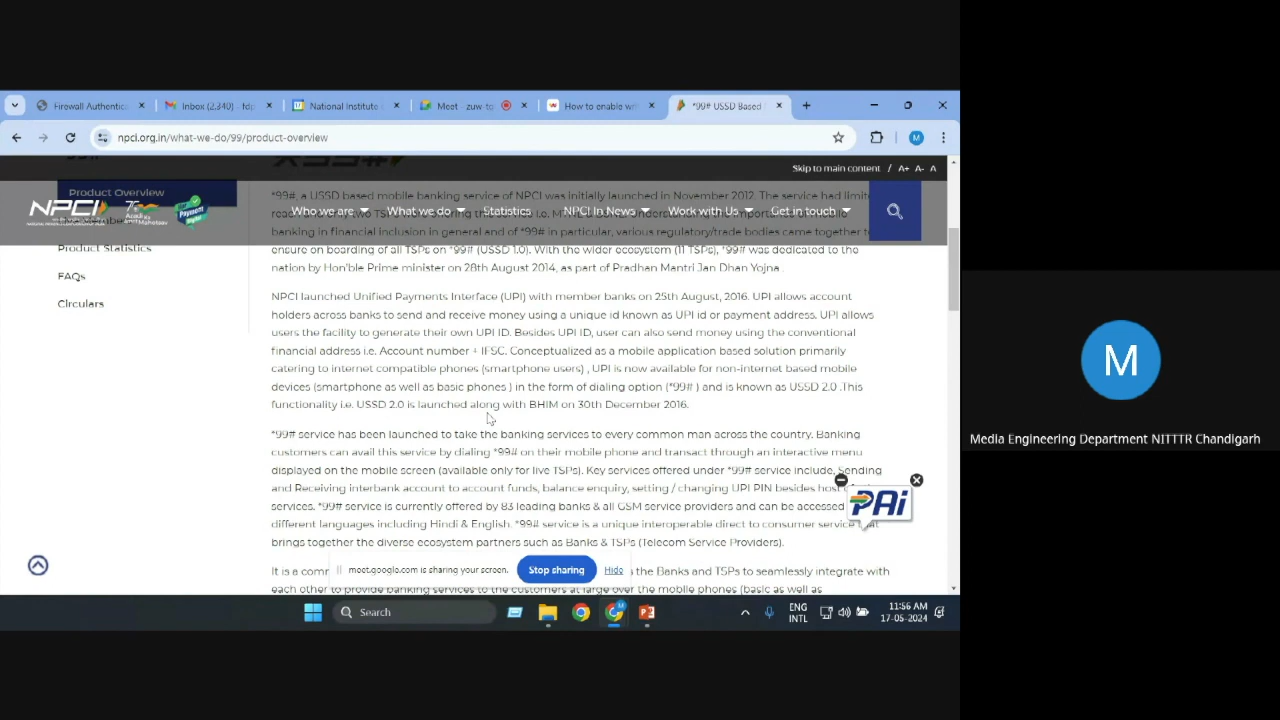 Firewall Authentica
Inbox (2,340) - fdp
National Institute
Meet - zuw-to
How to enable wi
*99# USSD Based
npci.org.in/what-we-do/99/product-overview
M
Skip to main content / A+ A- A
*99#
Product Overview
NPCI
Who we are
What we do
Statistics
NPCI In News
Work with Us
Get in touch
Product Statistics
FAQs
Circulars
*99#, a USSD based mobile banking service of NPCI was initially launched in November 2012. The service had limit
banking in financial inclusion in general and of *99# in particular, various regulatory/trade bodies came together t
ensure on boarding of all TSPs on *99# (USSD 1.0). With the wider ecosystem (11 TSPs), *99# was dedicated to the
nation by Hon'ble Prime minister on 28th August 2014, as part of Pradhan Mantri Jan Dhan Yojna .
NPCI launched Unified Payments Interface (UPI) with member banks on 25th August, 2016. UPI allows account
holders across banks to send and receive money using a unique id known as UPI id or payment address. UPI allows
users the facility to generate their own UPI ID. Besides UPI ID, user can also send money using the conventional
financial address i.e. Account number + IFSC. Conceptualized as a mobile application based solution primarily
catering to internet compatible phones (smartphone users) , UPI is now available for non-internet based mobile
devices (smartphone as well as basic phones ) in the form of dialing option (*99# ) and is known as USSD 2.0 .This
functionality i.e. USSD 2.0 is launched along with BHIM on 30th December 2016.
*99# service has been launched to take the banking services to every common man across the country. Banking
customers can avail this service by dialing *99# on their mobile phone and transact through an interactive menu
displayed on the mobile screen (available only for live TSPs). Key services offered under *99# service include, Sending
and Receiving interbank account to account funds, balance enquiry, setting / changing UPI PIN besides host
services. *99# service is currently offered by 83 leading banks & all GSM service providers and can be accessed
different languages including Hindi & English. *99# service is a unique interoperable direct to consumer service that
brings together the diverse ecosystem partners such as Banks & TSPs (Telecom Service Providers).
It is a com
s the Banks and TSPs to seamlessly integrate with
each other to provide banking services to the customers at large over the mobile phones (basic as well as
PAi
meet.google.com is sharing your screen.
Stop sharing
Hide
Search
ENG
INTL
11:56 AM
17-05-2024
M
Media Engineering Department NITTTR Chandigarh